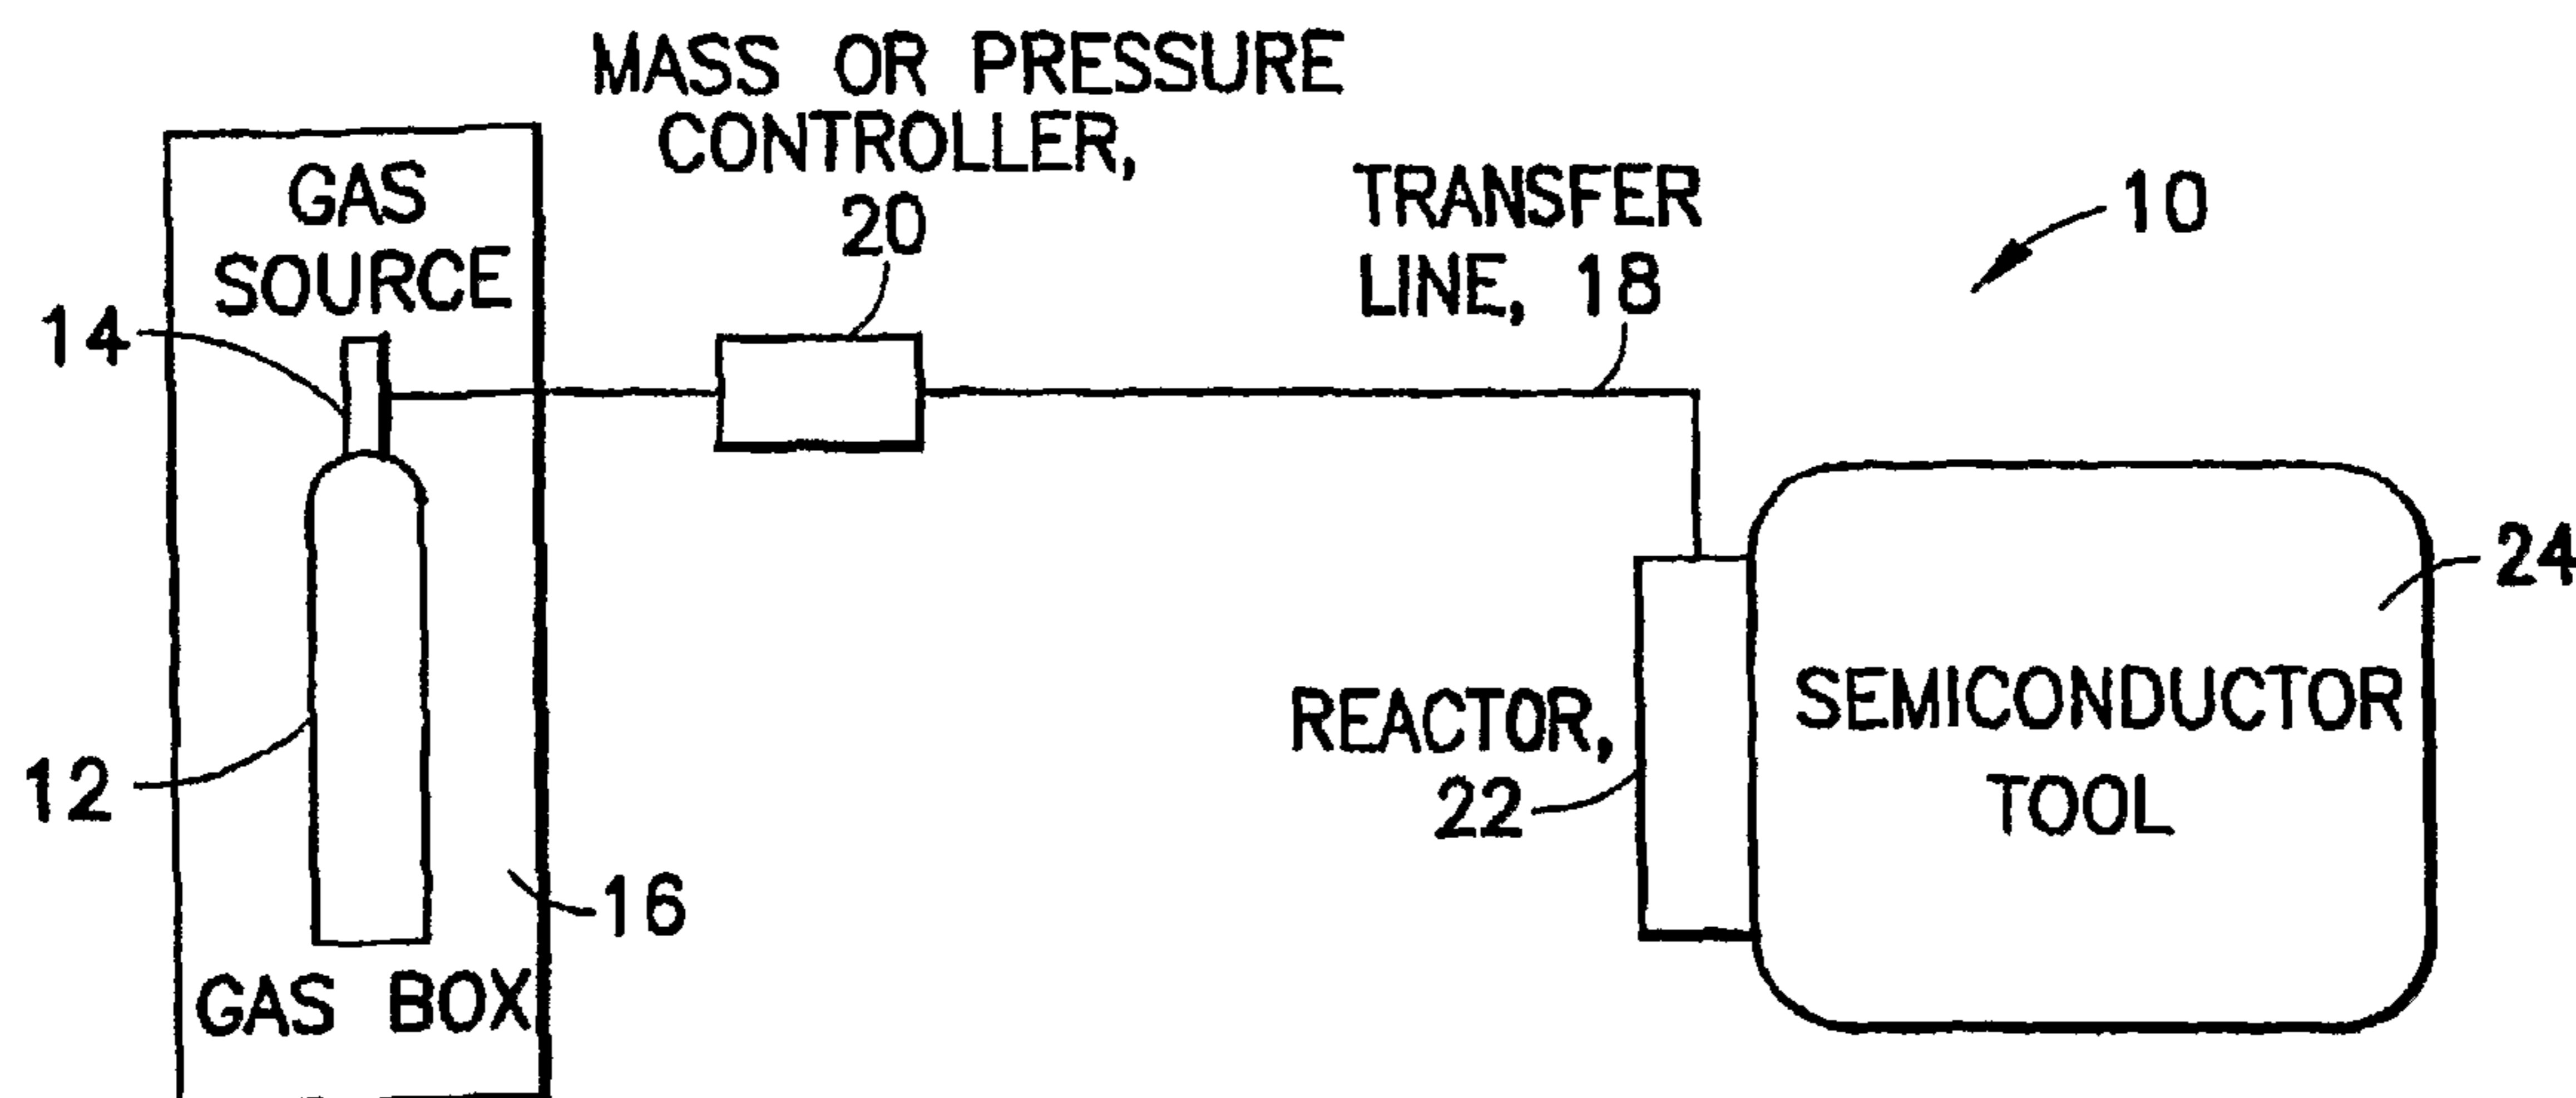 MASS OR PRESSURE
CONTROLLER,
20
GAS
SOURCE
14
TRANSFER
LINE, 18
10
24
SEMICONDUCTOR
TOOL
REACTOR,
22
12
16
GAS BOX